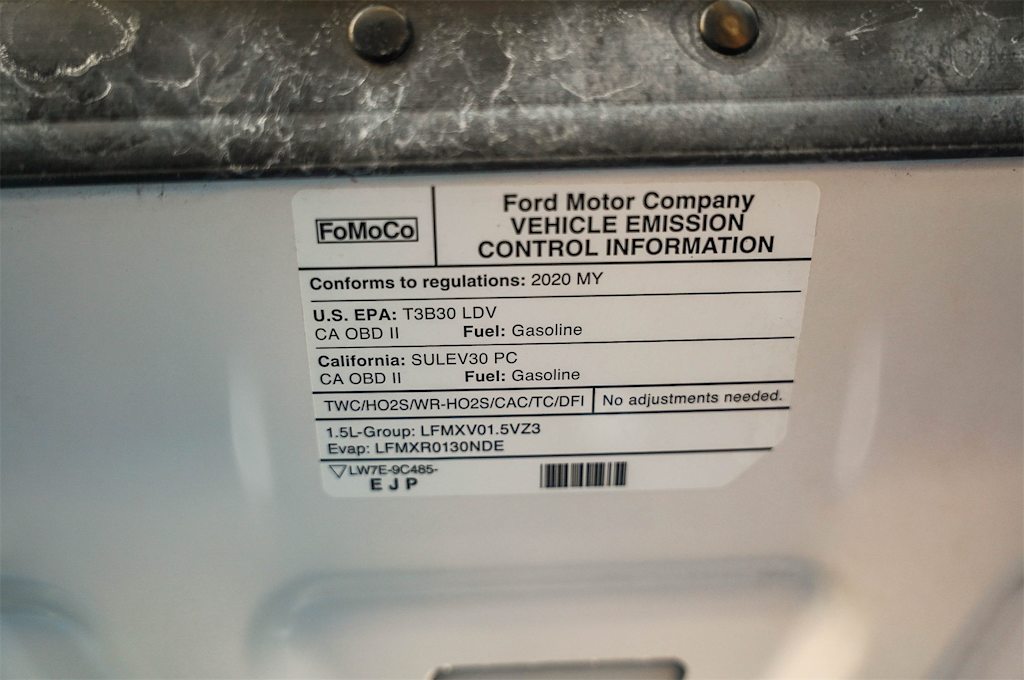 FoMoCo
Ford Motor Company
VEHICLE EMISSION
CONTROL INFORMATION
Conforms to regulations: 2020 MY
U.S. EPA: T3B30 LDV
CA OBD II Fuel: Gasoline
California: SULEV30 PC
CA OBD II Fuel: Gasoline
TWC/HO2S/WR-HO2S/CAC/TC/DFI No adjustments needed.
1.5L-Group: LFMXV01.5VZ3
Evap: LFMXR0130NDE
LW7E-9C485-
E J P